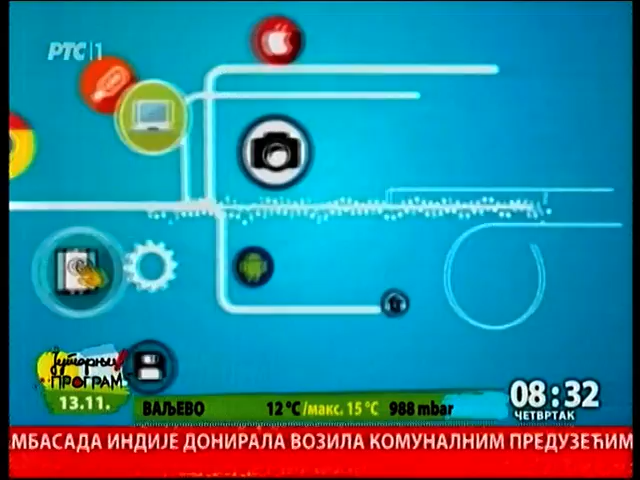 РТС 1
Јутарњи
ПРОГРАМ
13.11.
ВАЉЕВО 12 °C /макс. 15 °C 988 mbar
08:32
ЧЕТВРТАК
МБАСАДА ИНДИЈЕ ДОНИРАЛА ВОЗИЛА КОМУНАЛНИМ ПРЕДУЗЕЋИМ